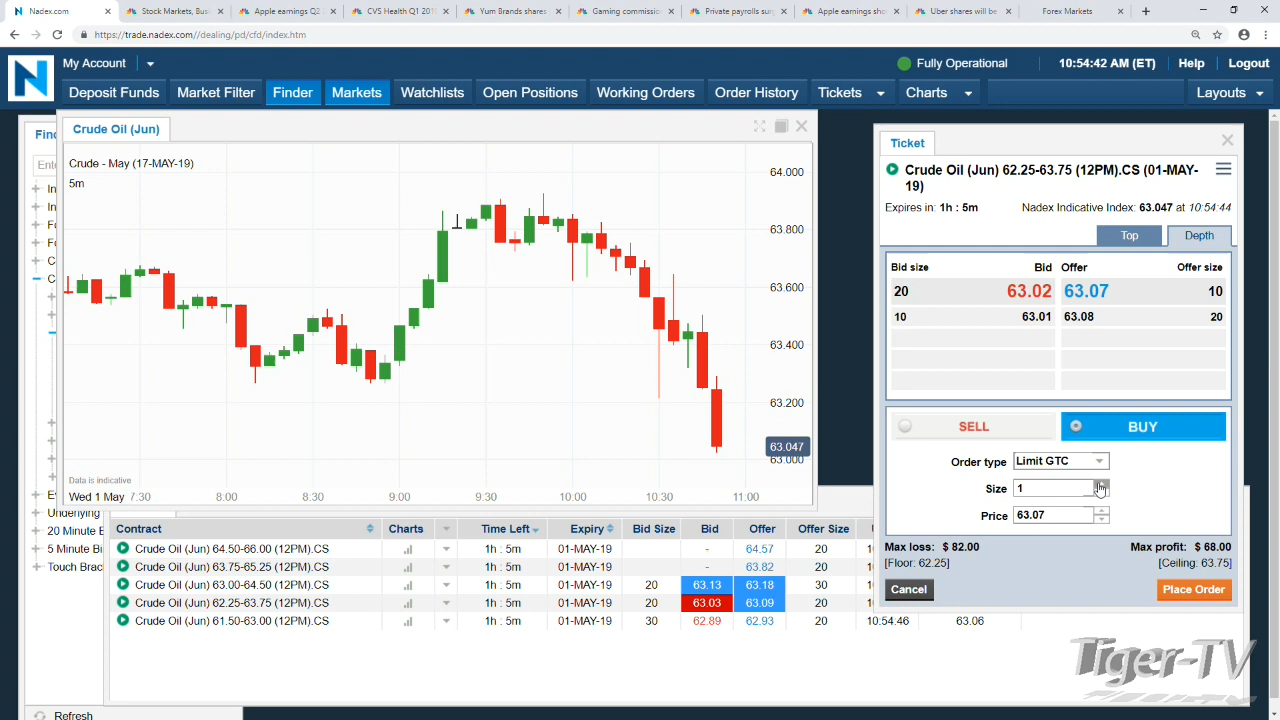 Nadex.com
Stock Markets, Bus
Apple earnings Q2
CVS Health Q1 201
Yum Brands shares
Gaming commissio
Private payrolls sur
Apple earnings sho
Uber shares will be
Forex Markets
https://trade.nadex.com//dealing/pd/cfd/index.htm
N
My Account
Fully Operational
10:54:42 AM (ET)
Help
Logout
Deposit Funds
Market Filter
Finder
Markets
Watchlists
Open Positions
Working Orders
Order History
Tickets
Charts
Layouts
Fin
Crude Oil (Jun)
Ente
In
In
Fo
Fo
C
C
Ev
Underlying
20 Minute B
5 Minute Bi
Touch Brac
Refresh
Crude - May (17-MAY-19)
5m
64.000
63.800
63.600
63.400
63.200
63.047
63.000
Data is indicative
Wed 1 May 7:30 8:00 8:30 9:00 9:30 10:00 10:30 11:00
Contract Charts Time Left Expiry Bid Size Bid Offer Offer Size
Crude Oil (Jun) 64.50-66.00 (12PM).CS 1h : 5m 01-MAY-19 - 64.57 20
Crude Oil (Jun) 63.75-65.25 (12PM).CS 1h : 5m 01-MAY-19 - 63.82 20
Crude Oil (Jun) 63.00-64.50 (12PM).CS 1h : 5m 01-MAY-19 20 63.13 63.18 30
Crude Oil (Jun) 62.25-63.75 (12PM).CS 1h : 5m 01-MAY-19 20 63.03 63.09 20
Crude Oil (Jun) 61.50-63.00 (12PM).CS 1h : 5m 01-MAY-19 30 62.89 62.93 20 10:54:46 63.06
Ticket
Crude Oil (Jun) 62.25-63.75 (12PM).CS (01-MAY-
19)
Expires in: 1h : 5m Nadex Indicative Index: 63.047 at 10:54:44
Top Depth
Bid size Bid Offer Offer size
20 63.02 63.07 10
10 63.01 63.08 20
SELL BUY
Order type Limit GTC
Size 1
Price 63.07
Max loss: $ 82.00 Max profit: $ 68.00
[Floor: 62.25] [Ceiling: 63.75]
Cancel Place Order
Tiger-TV